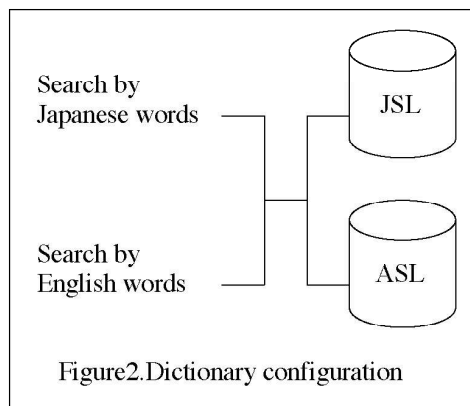 Search by
Japanese words
JSL
Search by
English words
ASL
Figure2.Dictionary configuration